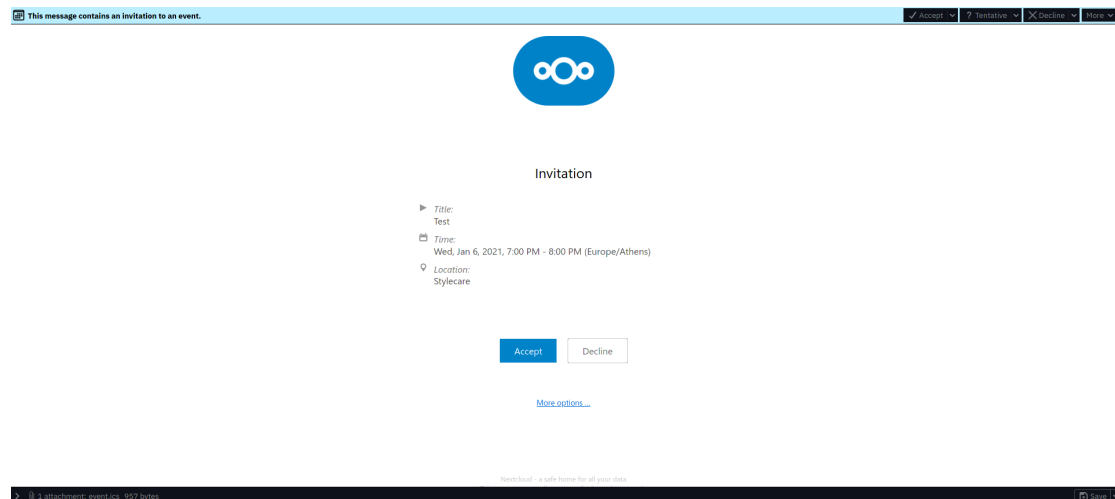 This message contains an invitation to an event.
✓ Accept ? Tentative X Decline More
Invitation
Title:
Test
Time:
Wed, Jan 6, 2021, 7:00 PM - 8:00 PM (Europe/Athens)
Location:
Stylecare
Accept Decline
More options ...
Nextcloud - a safe home for all your data
1 attachment: event.ics 957 bytes Save